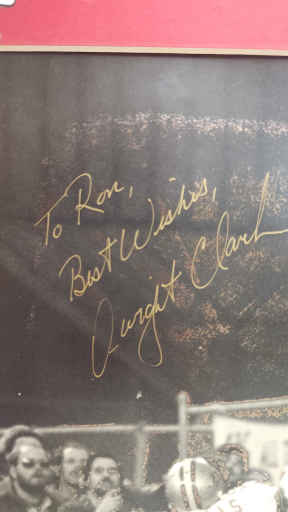 To Ron,
Best Wishes,
Dwight Clark